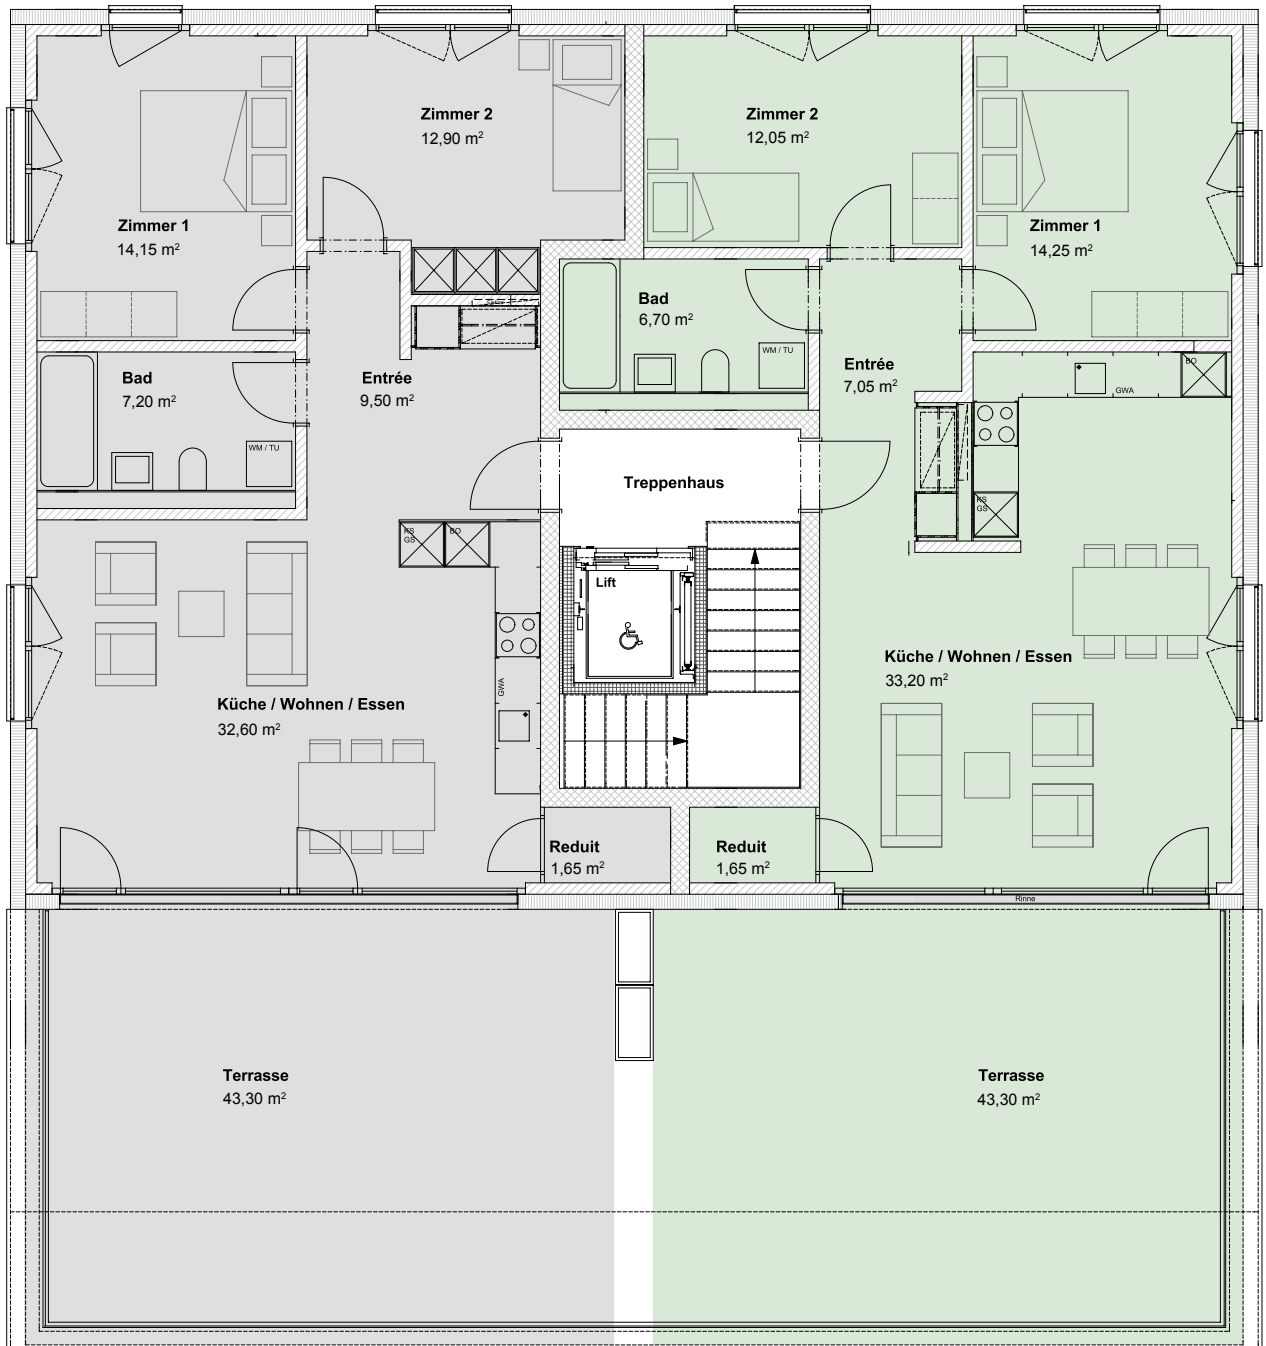 Zimmer 1
14,15 m²
Zimmer 2
12,90 m²
Zimmer 2
12,05 m²
Zimmer 1
14,25 m²
Bad
7,20 m²
WM / TU
Entrée
9,50 m²
Bad
6,70 m²
WM / TU
Entrée
7,05 m²
BO
GWA
KS
GS
Treppenhaus
Lift
KS
GS
BO
GWA
Küche / Wohnen / Essen
32,60 m²
Küche / Wohnen / Essen
33,20 m²
Reduit
1,65 m²
Reduit
1,65 m²
Rinne
Terrasse
43,30 m²
Terrasse
43,30 m²